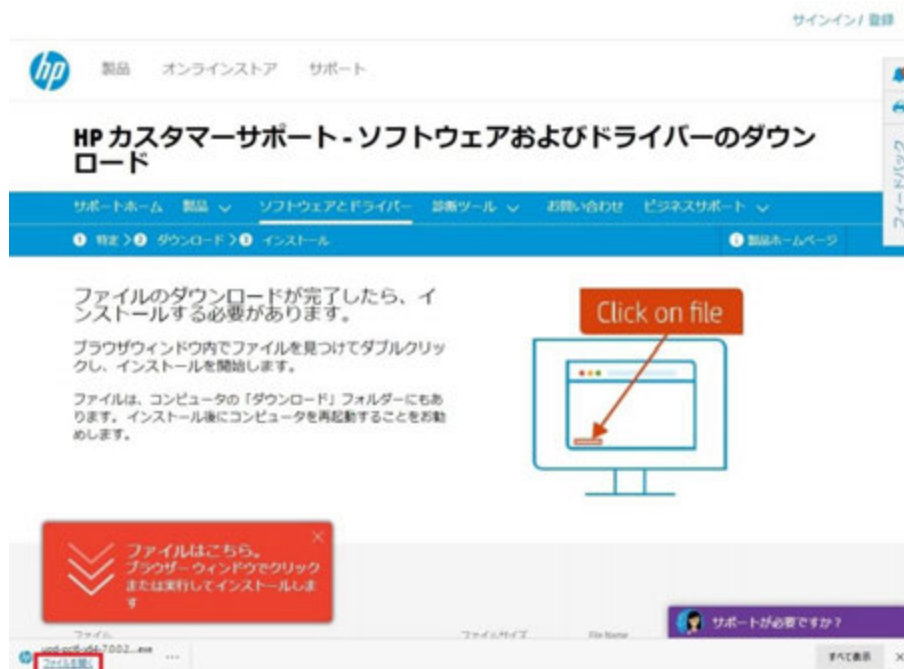 サインイン / 登録
hp
製品 オンラインストア サポート
HP カスタマーサポート - ソフトウェアおよびドライバーのダウン
ロード
フィードバック
サポートホーム 製品 ソフトウェアとドライバー 診断ツール お問い合わせ ビジネスサポート
1 特定 > 2 ダウンロード > 3 インストール
製品ホームページ
ファイルのダウンロードが完了したら、イ
ンストールする必要があります。
ブラウザウィンドウ内でファイルを見つけてダブルクリッ
クし、インストールを開始します。
ファイルは、コンピュータの「ダウンロード」フォルダーにもあ
ります。インストール後にコンピュータを再起動することをお勧
めします。
Click on file
ファイルはこちら。
ブラウザー ウィンドウでクリック
または実行してインストールしま
す
ファイル ファイルサイズ File Name
サポートが必要ですか？
upd-pcl6-x64-7.0.0.2....exe
ファイルを開く
すべて表示